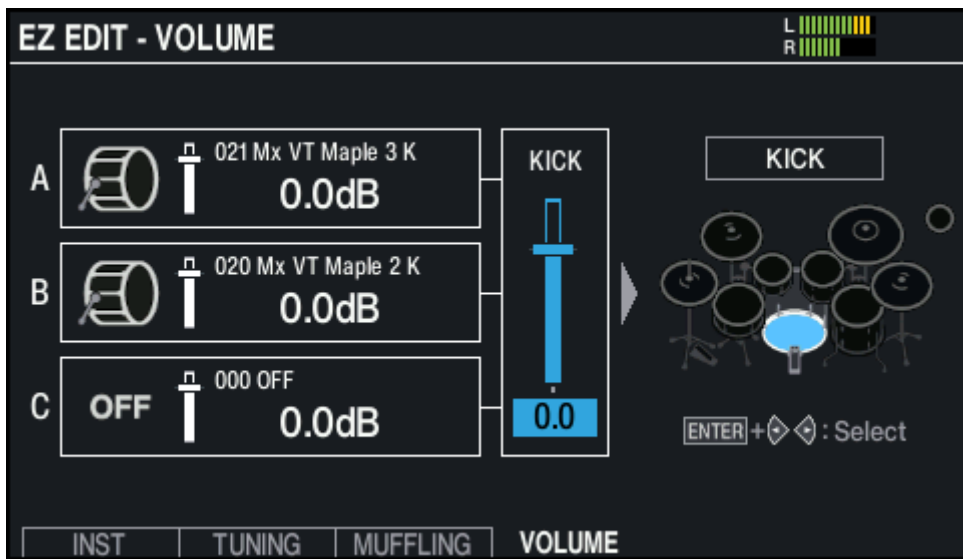 EZ EDIT - VOLUME
L
R
A
021 Mx VT Maple 3 K
0.0dB
B
020 Mx VT Maple 2 K
0.0dB
C
OFF
000 OFF
0.0dB
KICK
0.0
KICK
ENTER + : Select
INST
TUNING
MUFFLING
VOLUME